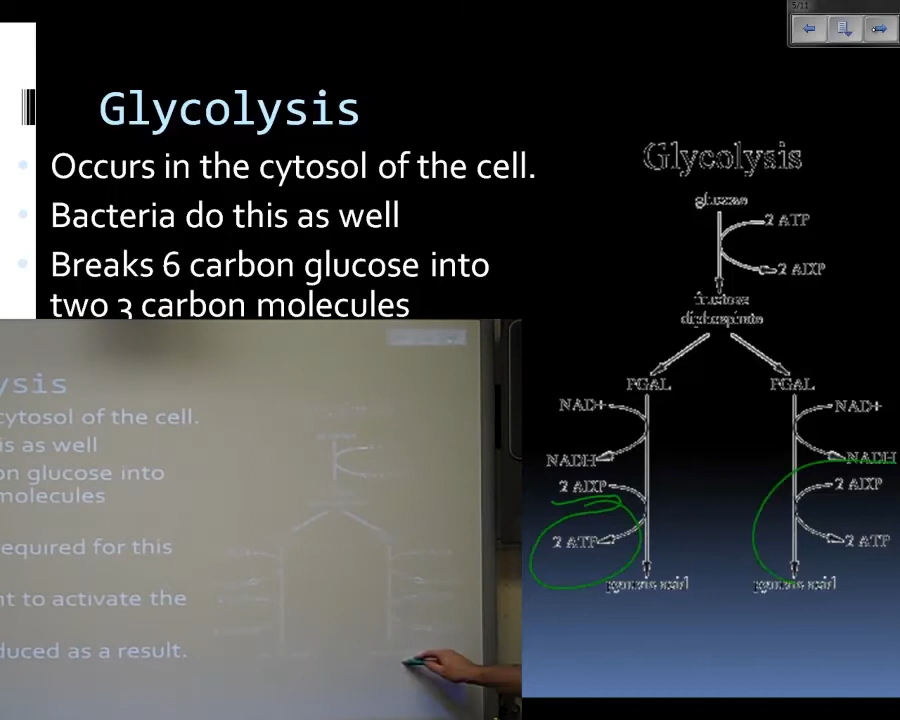 5/11
Glycolysis
Occurs in the cytosol of the cell.
Bacteria do this as well
Breaks 6 carbon glucose into
two 3 carbon molecules
Glycolysis
glucose
2 ATP
2 ADP
fructose
diphosphate
PGAL PGAL
NAD+ NAD+
NADH NADH
2 ADP 2 ADP
2 ATP 2 ATP
pyruvic acid pyruvic acid
ysis
cytosol of the cell.
is as well
on glucose into
molecules
equired for this
nt to activate the
duced as a result.